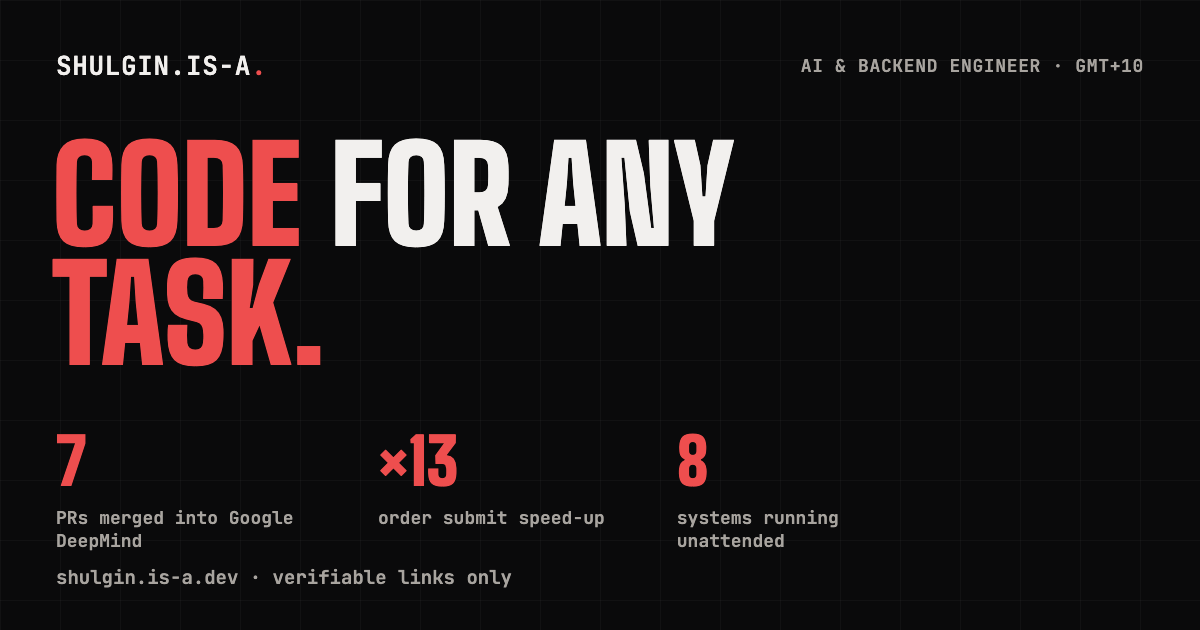 SHULGIN.IS-A.
AI & BACKEND ENGINEER · GMT+10
CODE FOR ANY
TASK.
7
PRs merged into Google
DeepMind
×13
order submit speed-up
8
systems running
unattended
shulgin.is-a.dev · verifiable links only